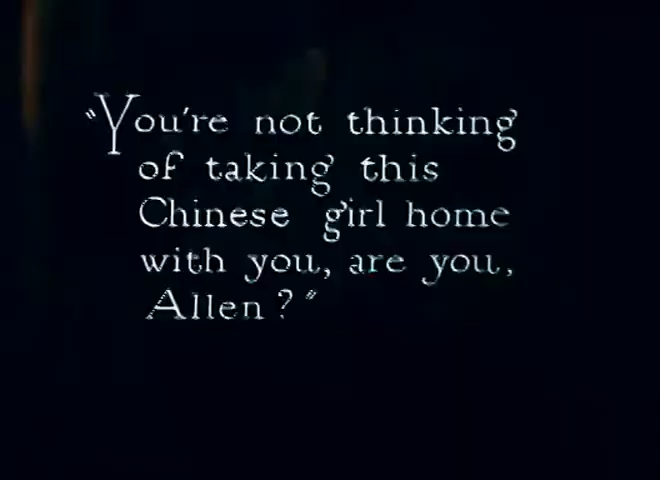 "You're not thinking
of taking this
Chinese girl home
with you, are you,
Allen?"